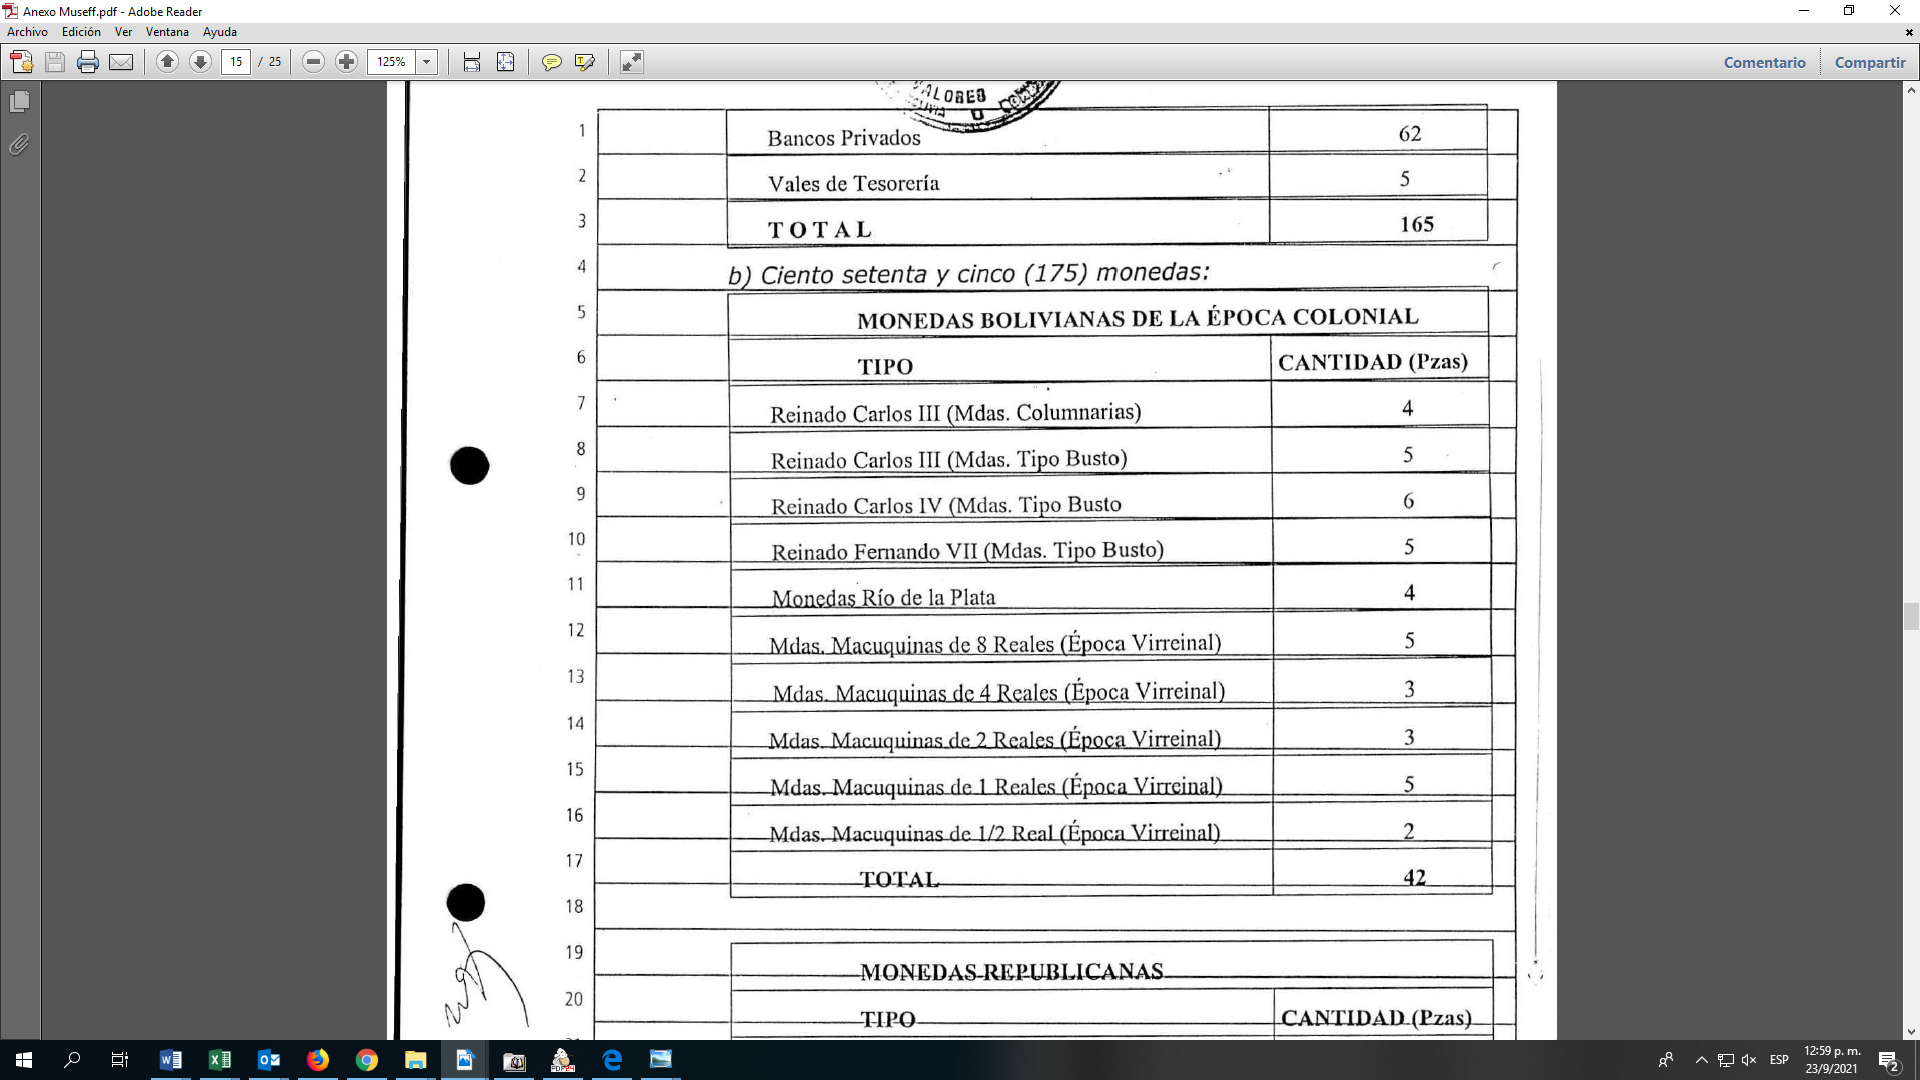 Anexo Museff.pdf - Adobe Reader
Archivo Edición Ver Ventana Ayuda
15 / 25 125% Comentario Compartir
VALORES
1 Bancos Privados 62
2 Vales de Tesorería 5
3 TOTAL 165
4 b) Ciento setenta y cinco (175) monedas:
5 MONEDAS BOLIVIANAS DE LA ÉPOCA COLONIAL
6 TIPO CANTIDAD (Pzas)
7 Reinado Carlos III (Mdas. Columnarias) 4
8 Reinado Carlos III (Mdas. Tipo Busto) 5
9 Reinado Carlos IV (Mdas. Tipo Busto 6
10 Reinado Fernando VII (Mdas. Tipo Busto) 5
11 Monedas Río de la Plata 4
12 Mdas. Macuquinas de 8 Reales (Época Virreinal) 5
13 Mdas. Macuquinas de 4 Reales (Época Virreinal) 3
14 Mdas. Macuquinas de 2 Reales (Época Virreinal) 3
15 Mdas. Macuquinas de 1 Reales (Época Virreinal) 5
16 Mdas. Macuquinas de 1/2 Real (Época Virreinal) 2
17 TOTAL 42
18
19 MONEDAS REPUBLICANAS
20 TIPO CANTIDAD (Pzas)
ESP 12:59 p. m.
23/9/2021 2